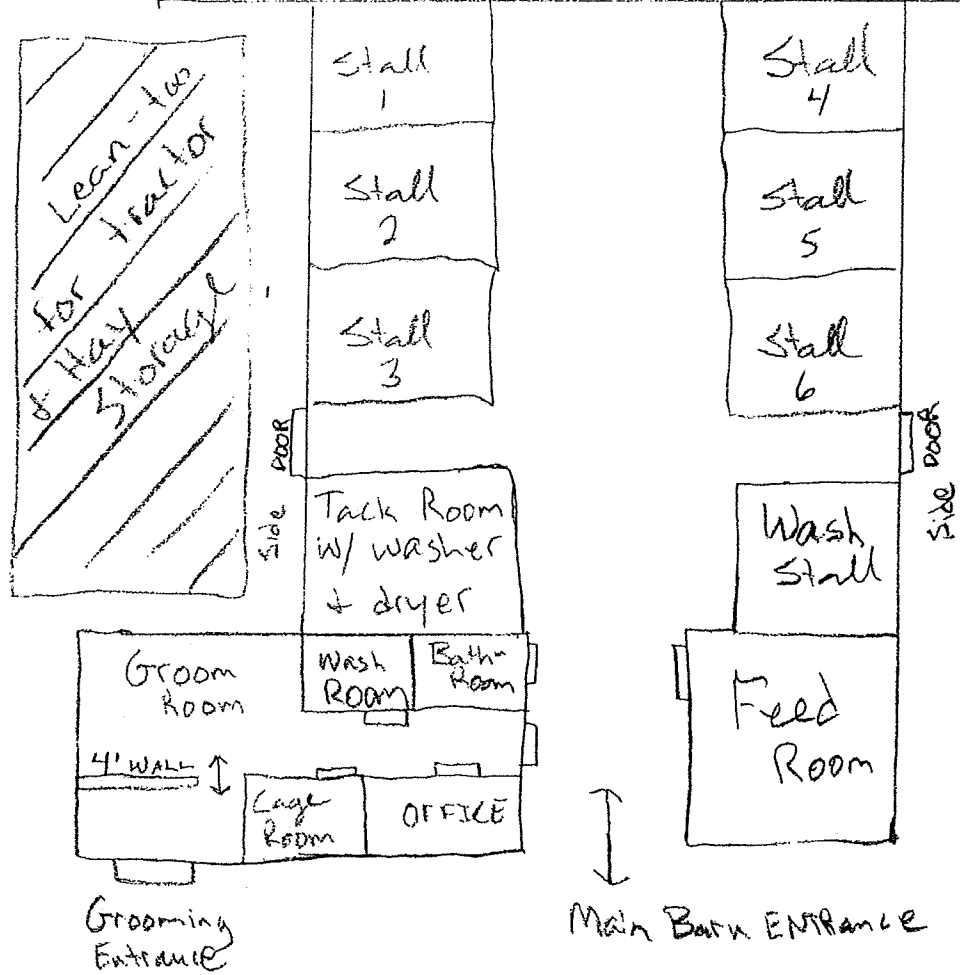 Stall
1
Stall
2
Stall
3
Stall
4
Stall
5
Stall
6
Lean-too
for tractor
& Hay
Storage
Side DOOR
DOOR
Side
Tack Room
w/ washer
& dryer
Wash
Stall
Groom
Room
Wash
Room
Bath-
Room
Feed
Room
4' WALL
Cage
Room
OFFICE
Grooming
Entrance
Main Barn ENTRance